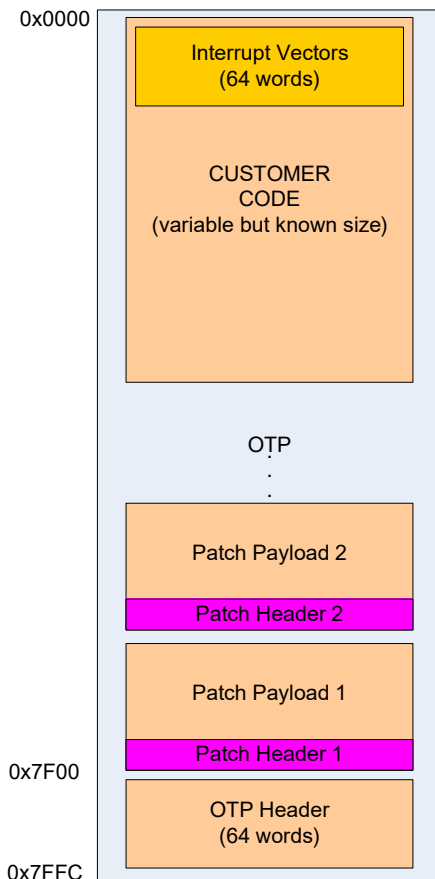 0x0000
Interrupt Vectors
(64 words)
CUSTOMER
CODE
(variable but known size)
OTP
.
.
.
Patch Payload 2
Patch Header 2
Patch Payload 1
Patch Header 1
0x7F00
OTP Header
(64 words)
0x7FFC